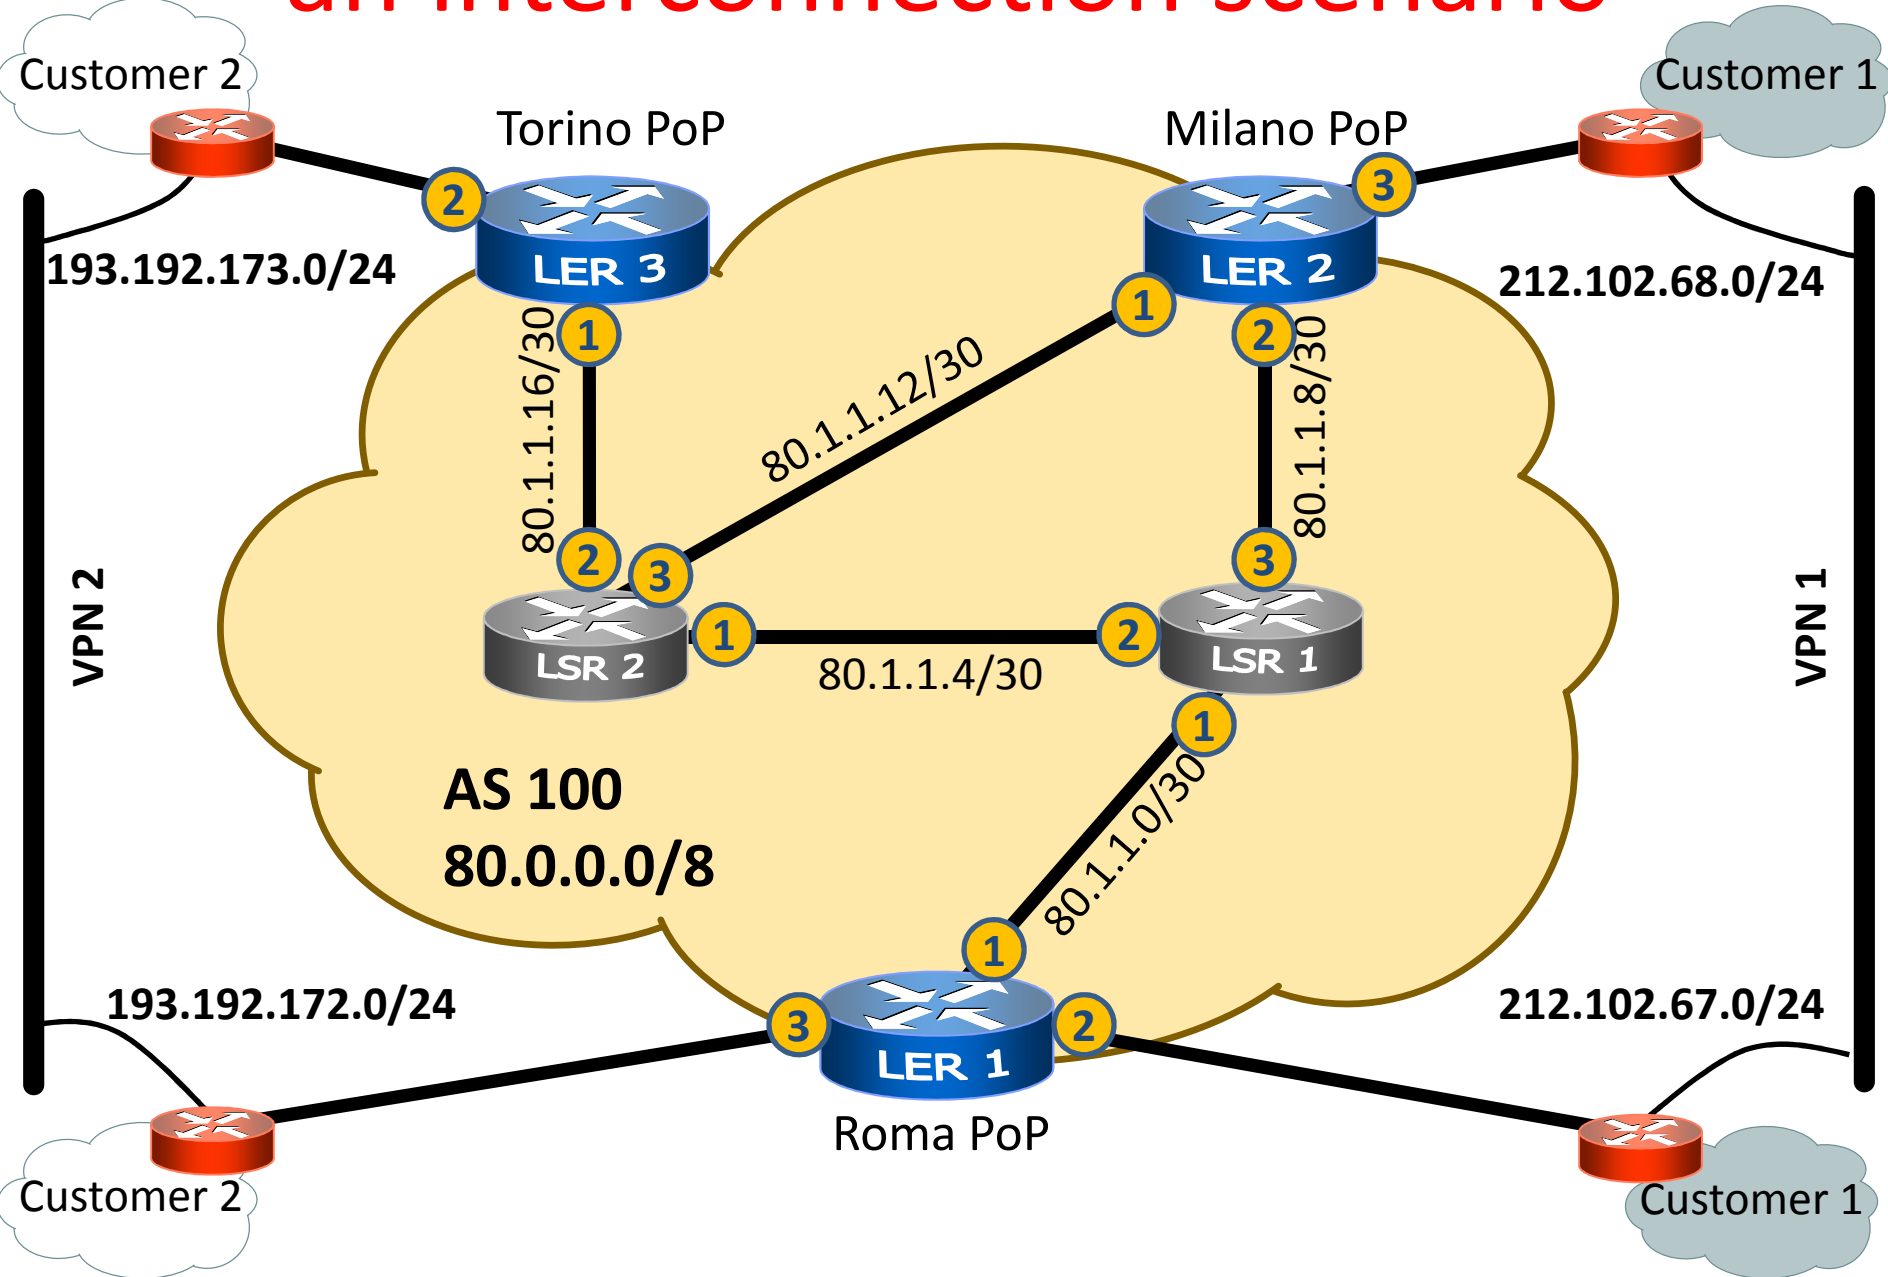 an interconnection scenario
Customer 2
Customer 1
Torino PoP
Milano PoP
2
3
LER 3
LER 2
193.192.173.0/24
212.102.68.0/24
1
1
2
80.1.1.16/30
80.1.1.12/30
80.1.1.8/30
2
3
3
VPN 2
VPN 1
1
2
LSR 2
LSR 1
80.1.1.4/30
1
AS 100
80.0.0.0/8
80.1.1.0/30
1
193.192.172.0/24
212.102.67.0/24
3
2
LER 1
Roma PoP
Customer 2
Customer 1